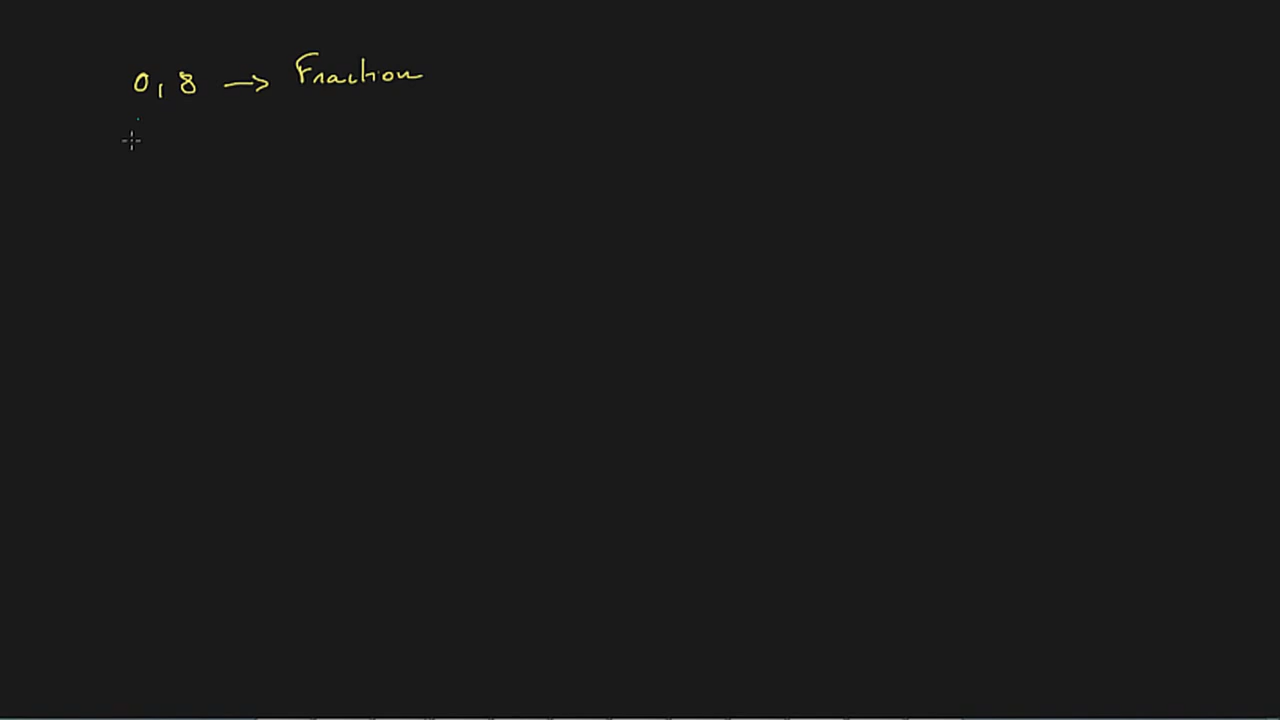 0,8 → Fraction